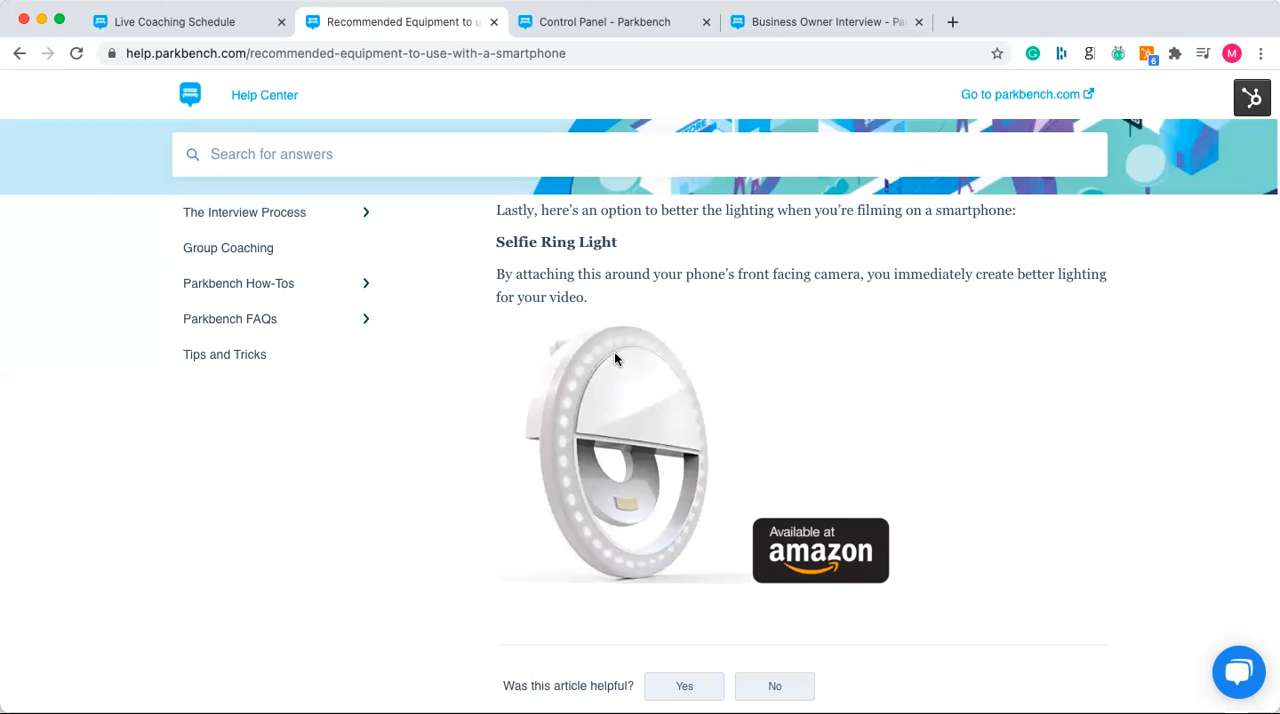 Live Coaching Schedule
Recommended Equipment to u
Control Panel - Parkbench
Business Owner Interview - Pa
help.parkbench.com/recommended-equipment-to-use-with-a-smartphone
6
M
Help Center
Go to parkbench.com
Search for answers
The Interview Process
Group Coaching
Parkbench How-Tos
Parkbench FAQs
Tips and Tricks
Lastly, here's an option to better the lighting when you're filming on a smartphone:
Selfie Ring Light
By attaching this around your phone's front facing camera, you immediately create better lighting
for your video.
Available at
amazon
Was this article helpful?
Yes
No